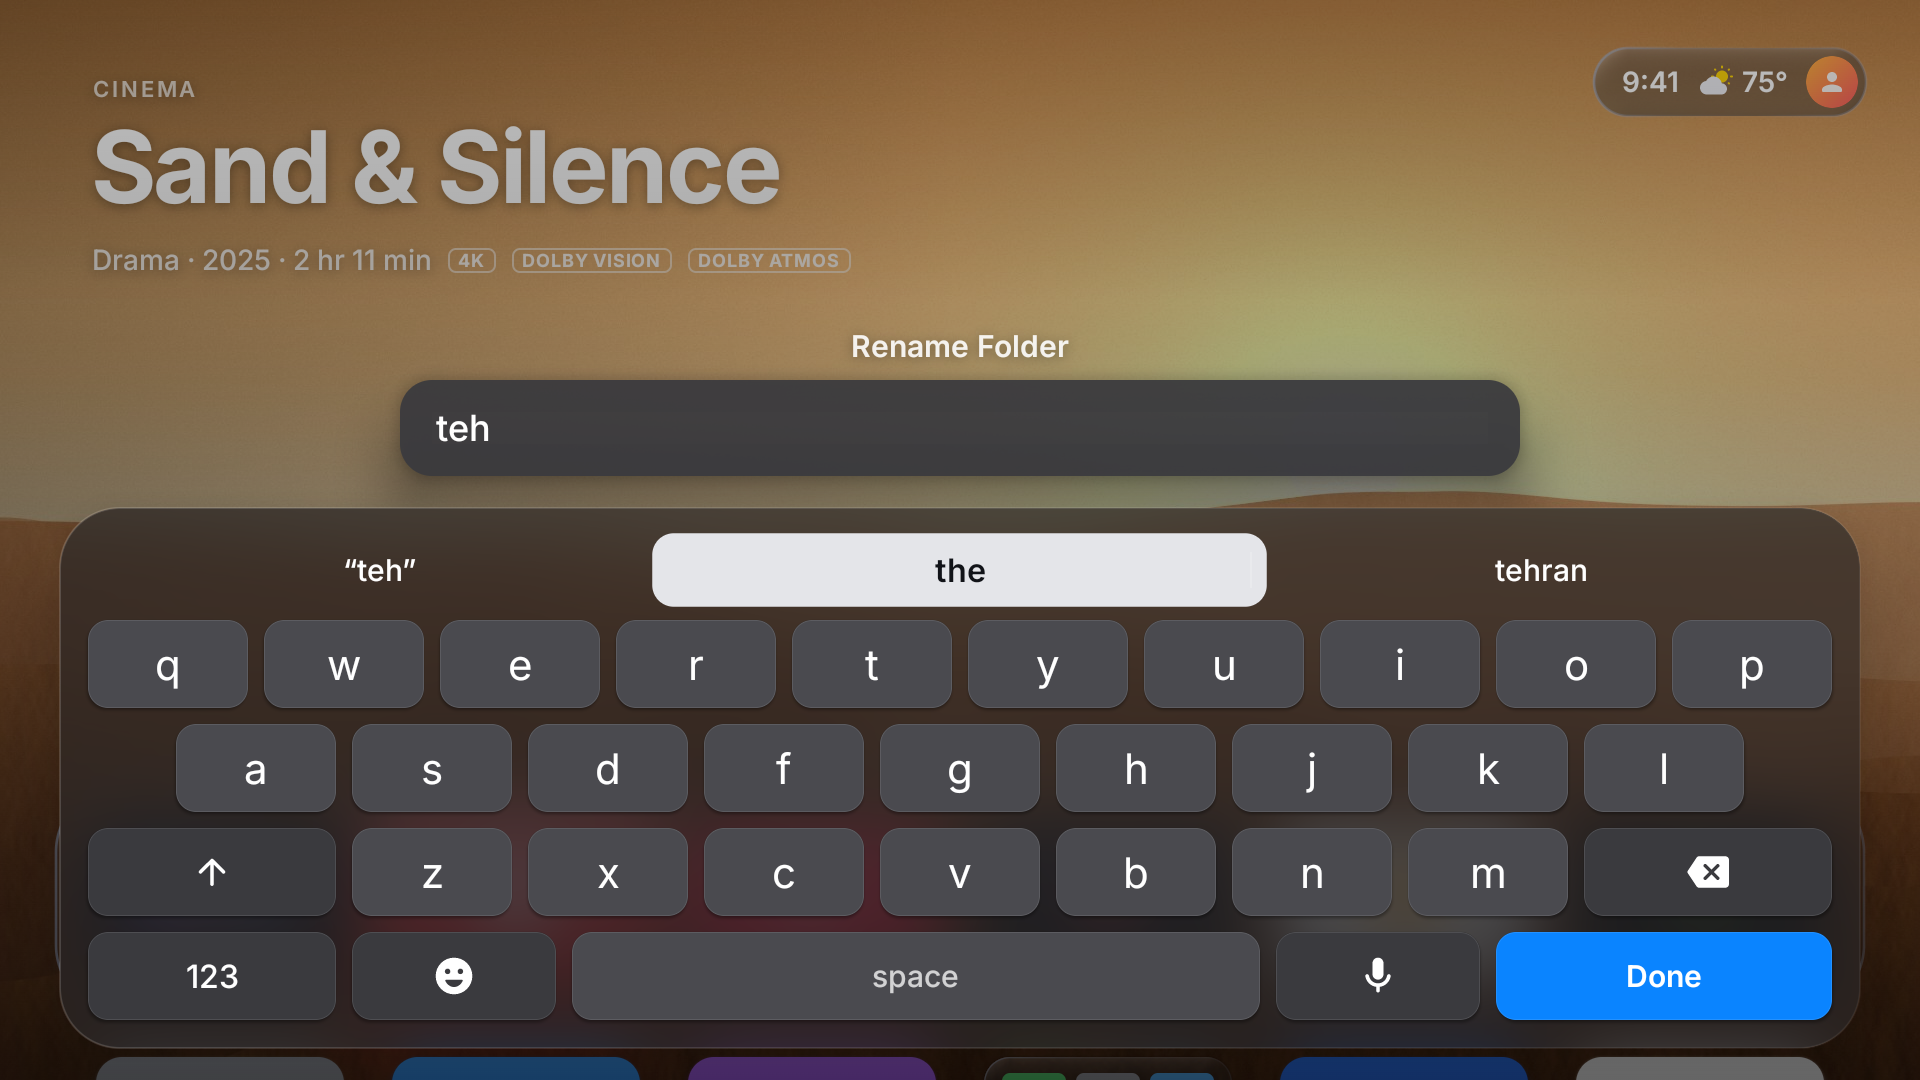 CINEMA
9:41 75°
Sand & Silence
Drama · 2025 · 2 hr 11 min 4K DOLBY VISION DOLBY ATMOS
Rename Folder
teh
“teh” the tehran
q w e r t y u i o p
a s d f g h j k l
z x c v b n m
123 space Done